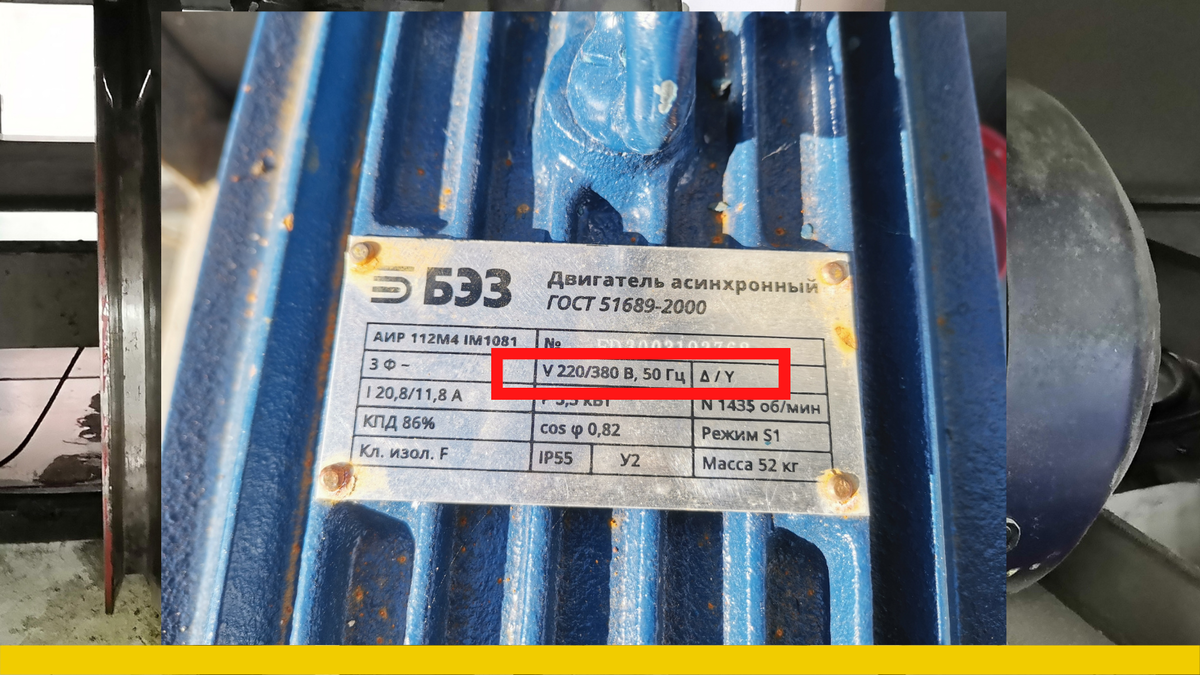 БЭЗ
Двигатель асинхронный
ГОСТ 51689-2000
АИР 112М4 IM1081
№
3 Ф ~
V 220/380 В, 50 Гц
Δ / Y
I 20,8/11,8 А
кВт
N 1435 об/мин
КПД 86%
cos φ 0,82
Режим S1
Кл. изол. F
IP55
У2
Масса 52 кг